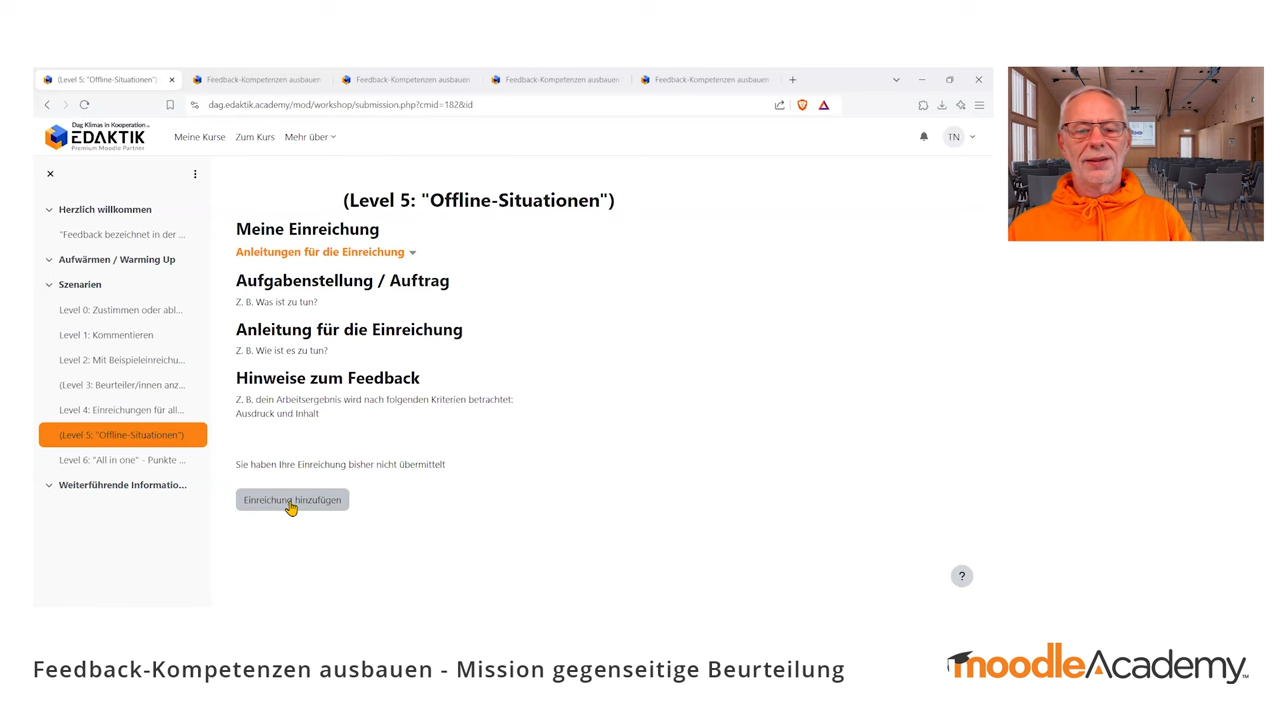 (Level 5: "Offline-Situationen")
Feedback-Kompetenzen ausbauen
Feedback-Kompetenzen ausbauen
Feedback-Kompetenzen ausbauen
Feedback-Kompetenzen ausbauen
dag.edaktik.academy/mod/workshop/submission.php?cmid=182&id
Dag Klimas in Kooperation
EDAKTIK
Premium Moodle Partner
Meine Kurse
Zum Kurs
Mehr über
TN
Herzlich willkommen
"Feedback bezeichnet in der ...
Aufwärmen / Warming Up
Szenarien
Level 0: Zustimmen oder abl...
Level 1: Kommentieren
Level 2: Mit Beispieleinreichu...
(Level 3: Beurteiler/innen anz...
Level 4: Einreichungen für all...
(Level 5: "Offline-Situationen")
Level 6: "All in one" - Punkte ...
Weiterführende Informatio...
(Level 5: "Offline-Situationen")
Meine Einreichung
Anleitungen für die Einreichung
Aufgabenstellung / Auftrag
Z. B. Was ist zu tun?
Anleitung für die Einreichung
Z. B. Wie ist es zu tun?
Hinweise zum Feedback
Z. B. dein Arbeitsergebnis wird nach folgenden Kriterien betrachtet:
Ausdruck und Inhalt
Sie haben Ihre Einreichung bisher nicht übermittelt
Einreichung hinzufügen
?
Feedback-Kompetenzen ausbauen - Mission gegenseitige Beurteilung
moodleAcademy™